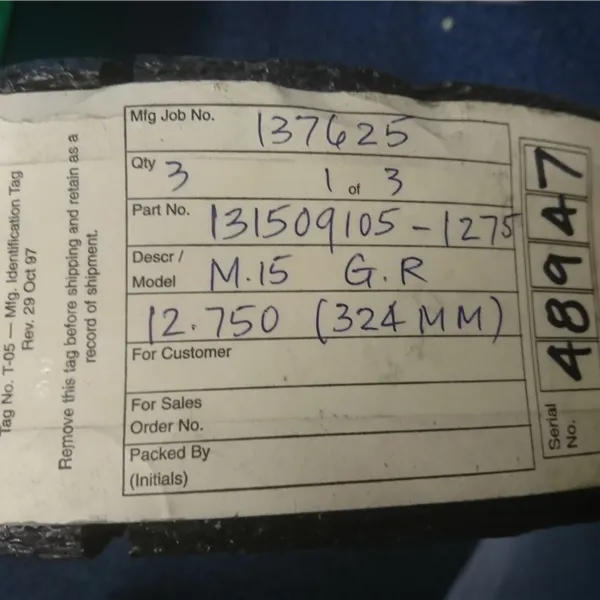 Tag No. T-05 — Mfg. Identification Tag
Rev. 29 Oct 97
Remove this tag before shipping and retain as a
record of shipment.
Mfg Job No. 137625
Qty 3 1 of 3
Part No. 131509105-1275
Descr /
Model M.15 G.R
12.750 (324 MM)
For Customer
For Sales
Order No.
Packed By
(Initials)
Serial
No. 48947